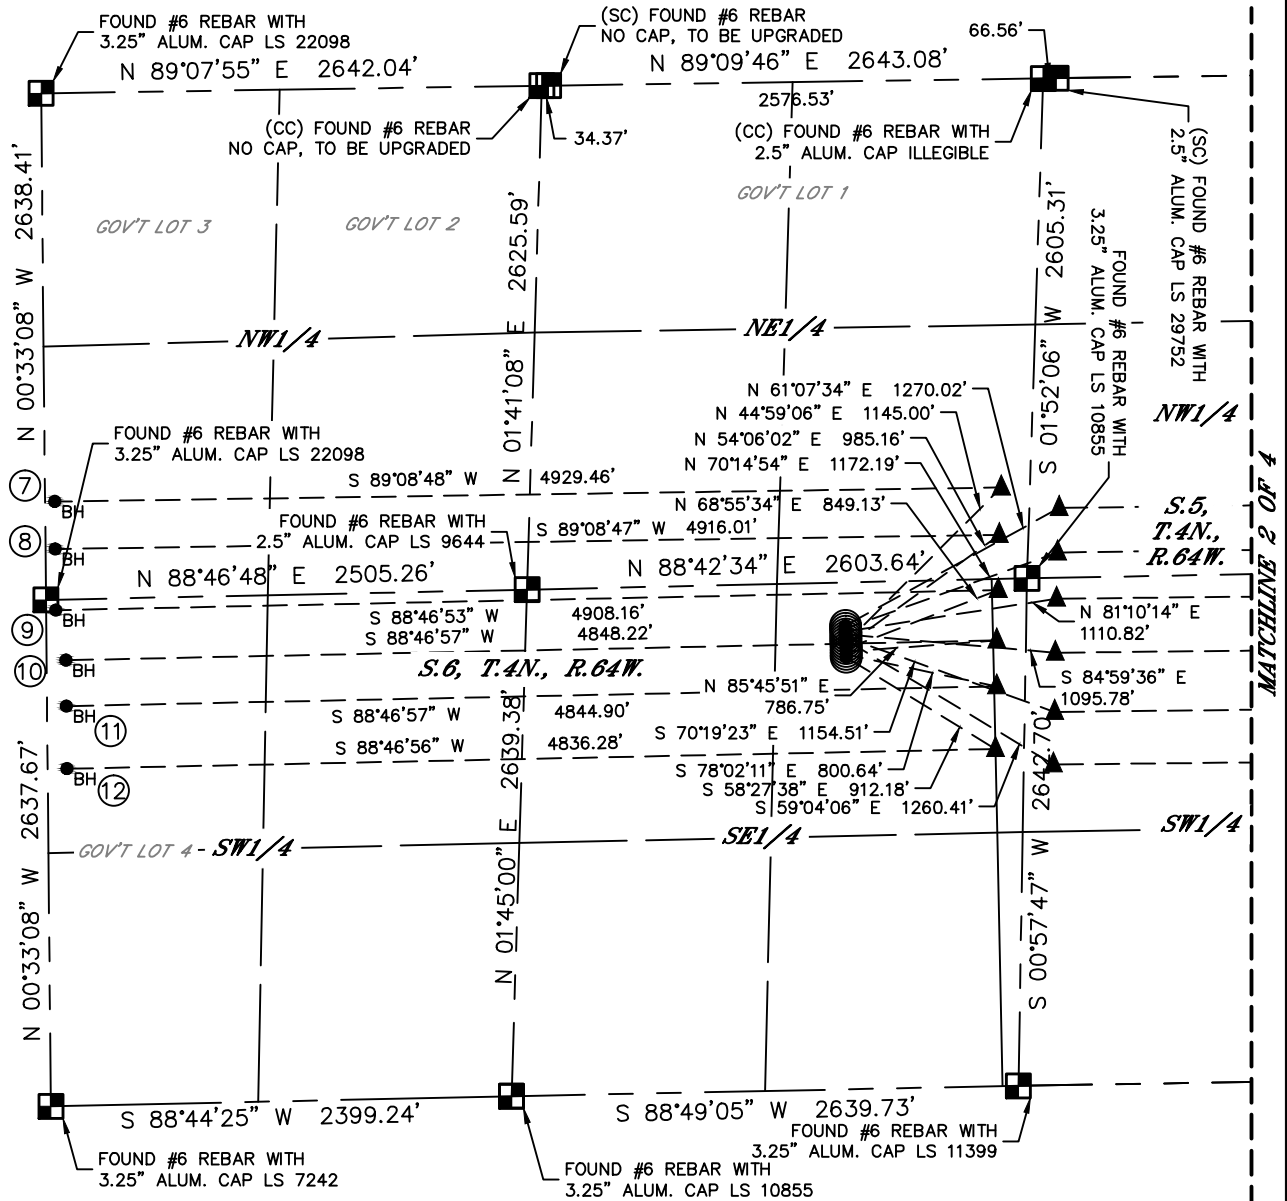 FOUND #6 REBAR WITH
3.25" ALUM. CAP LS 22098
N 89°07'55" E 2642.04'
(SC) FOUND #6 REBAR
NO CAP, TO BE UPGRADED
N 89°09'46" E 2643.08'
66.56'
2576.53'
(CC) FOUND #6 REBAR
NO CAP, TO BE UPGRADED
34.37'
(CC) FOUND #6 REBAR WITH
2.5" ALUM. CAP ILLEGIBLE
(SC) FOUND #6 REBAR WITH
2.5" ALUM. CAP LS 29752
N 00°33'08" W 2638.41'
GOV'T LOT 3
GOV'T LOT 2
GOV'T LOT 1
N 01°41'08" E 2625.59'
S 01°52'06" W 2605.31'
FOUND #6 REBAR WITH
3.25" ALUM. CAP LS 10855
NW1/4
NE1/4
NW1/4
N 61°07'34" E 1270.02'
N 44°59'06" E 1145.00'
N 54°06'02" E 985.16'
N 70°14'54" E 1172.19'
N 68°55'34" E 849.13'
FOUND #6 REBAR WITH
3.25" ALUM. CAP LS 22098
7
BH
S 89°08'48" W 4929.46'
8
BH
FOUND #6 REBAR WITH
2.5" ALUM. CAP LS 9644
S 89°08'47" W 4916.01'
S.5,
T.4N.,
R.64W.
MATCHLINE 2 OF 4
N 88°46'48" E 2505.26'
N 88°42'34" E 2603.64'
9
BH
S 88°46'53" W 4908.16'
N 81°10'14" E
1110.82'
10
BH
S 88°46'57" W 4848.22'
S.6, T.4N., R.64W.
N 85°45'51" E
786.75'
S 84°59'36" E
1095.78'
BH
11
S 88°46'57" W 4844.90'
S 70°19'23" E 1154.51'
BH
12
S 88°46'56" W 4836.28'
S 78°02'11" E 800.64'
S 58°27'38" E 912.18'
S 59°04'06" E 1260.41'
N 00°33'08" W 2637.67'
N 01°45'00" E 2639.38'
S 00°57'47" W 2642.70'
GOV'T LOT 4
SW1/4
SE1/4
SW1/4
S 88°44'25" W 2399.24'
S 88°49'05" W 2639.73'
FOUND #6 REBAR WITH
3.25" ALUM. CAP LS 7242
FOUND #6 REBAR WITH
3.25" ALUM. CAP LS 10855
FOUND #6 REBAR WITH
3.25" ALUM. CAP LS 11399